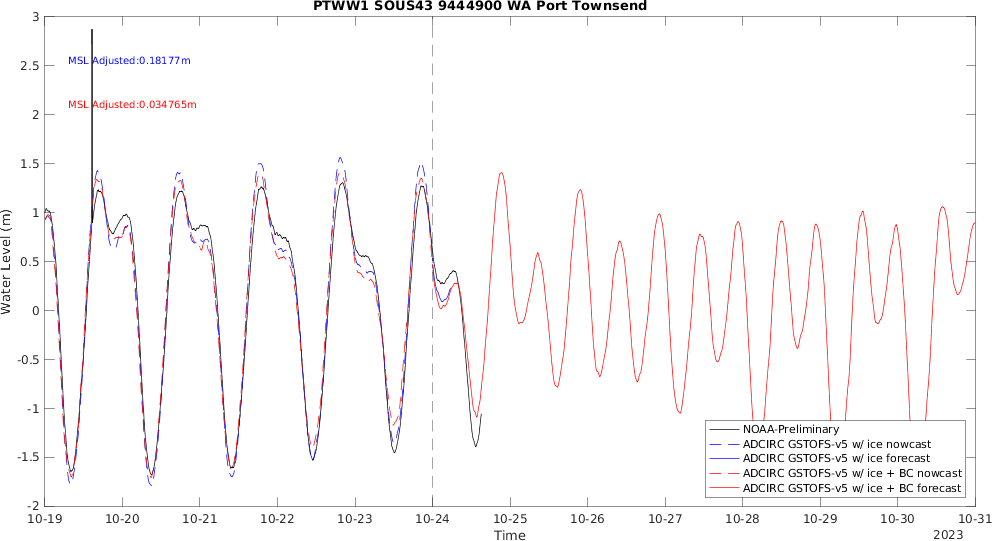 PTWW1 SOUS43 9444900 WA Port Townsend
3
2.5
2
1.5
1
0.5
0
-0.5
-1
-1.5
-2
Water Level (m)
MSL Adjusted:0.18177m
MSL Adjusted:0.034765m
NOAA-Preliminary
ADCIRC GSTOFS-v5 w/ ice nowcast
ADCIRC GSTOFS-v5 w/ ice forecast
ADCIRC GSTOFS-v5 w/ ice + BC nowcast
ADCIRC GSTOFS-v5 w/ ice + BC forecast
10-19 10-20 10-21 10-22 10-23 10-24 10-25 10-26 10-27 10-28 10-29 10-30 10-31
Time
2023